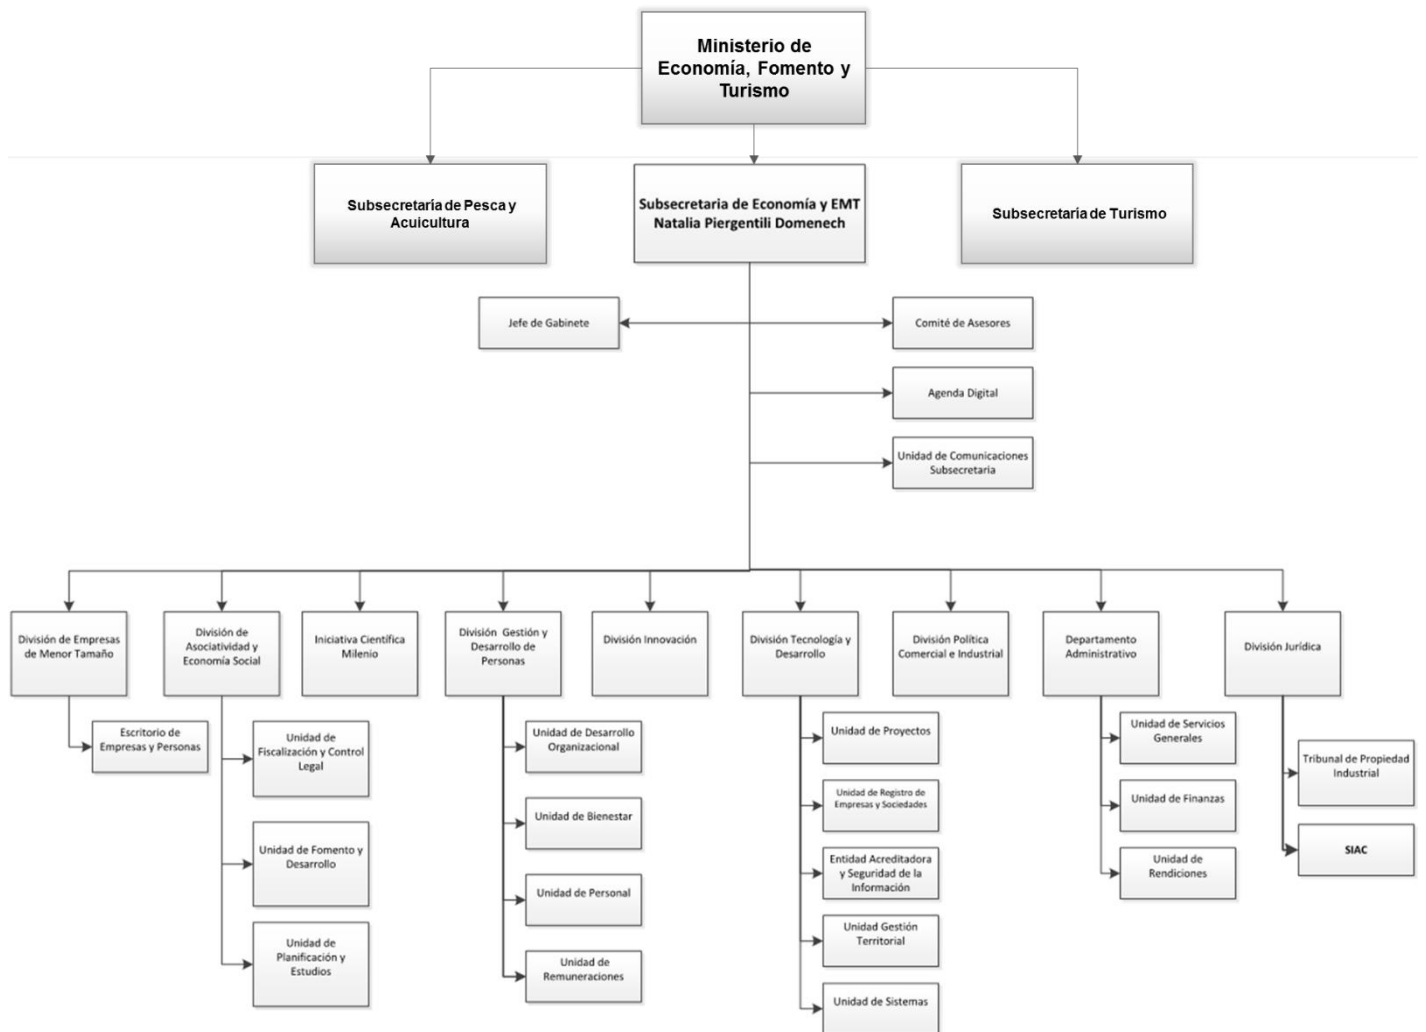 Ministerio de
Economía, Fomento y
Turismo
Subsecretaría de Pesca y
Acuicultura
Subsecretaria de Economía y EMT
Natalia Piergentili Domenech
Subsecretaría de Turismo
Jefe de Gabinete
Comité de Asesores
Agenda Digital
Unidad de Comunicaciones
Subsecretaria
División de Empresas
de Menor Tamaño
División de
Asociatividad y
Economía Social
Iniciativa Científica
Milenio
División Gestión y
Desarrollo de
Personas
División Innovación
División Tecnología y
Desarrollo
División Política
Comercial e Industrial
Departamento
Administrativo
División Jurídica
Escritorio de
Empresas y Personas
Unidad de
Fiscalización y Control
Legal
Unidad de Fomento y
Desarrollo
Unidad de
Planificación y
Estudios
Unidad de Desarrollo
Organizacional
Unidad de Bienestar
Unidad de Personal
Unidad de
Remuneraciones
Unidad de Proyectos
Unidad de Registro de
Empresas y Sociedades
Entidad Acreditadora
y Seguridad de la
Información
Unidad Gestión
Territorial
Unidad de Sistemas
Unidad de Servicios
Generales
Unidad de Finanzas
Unidad de
Rendiciones
Tribunal de Propiedad
Industrial
SIAC